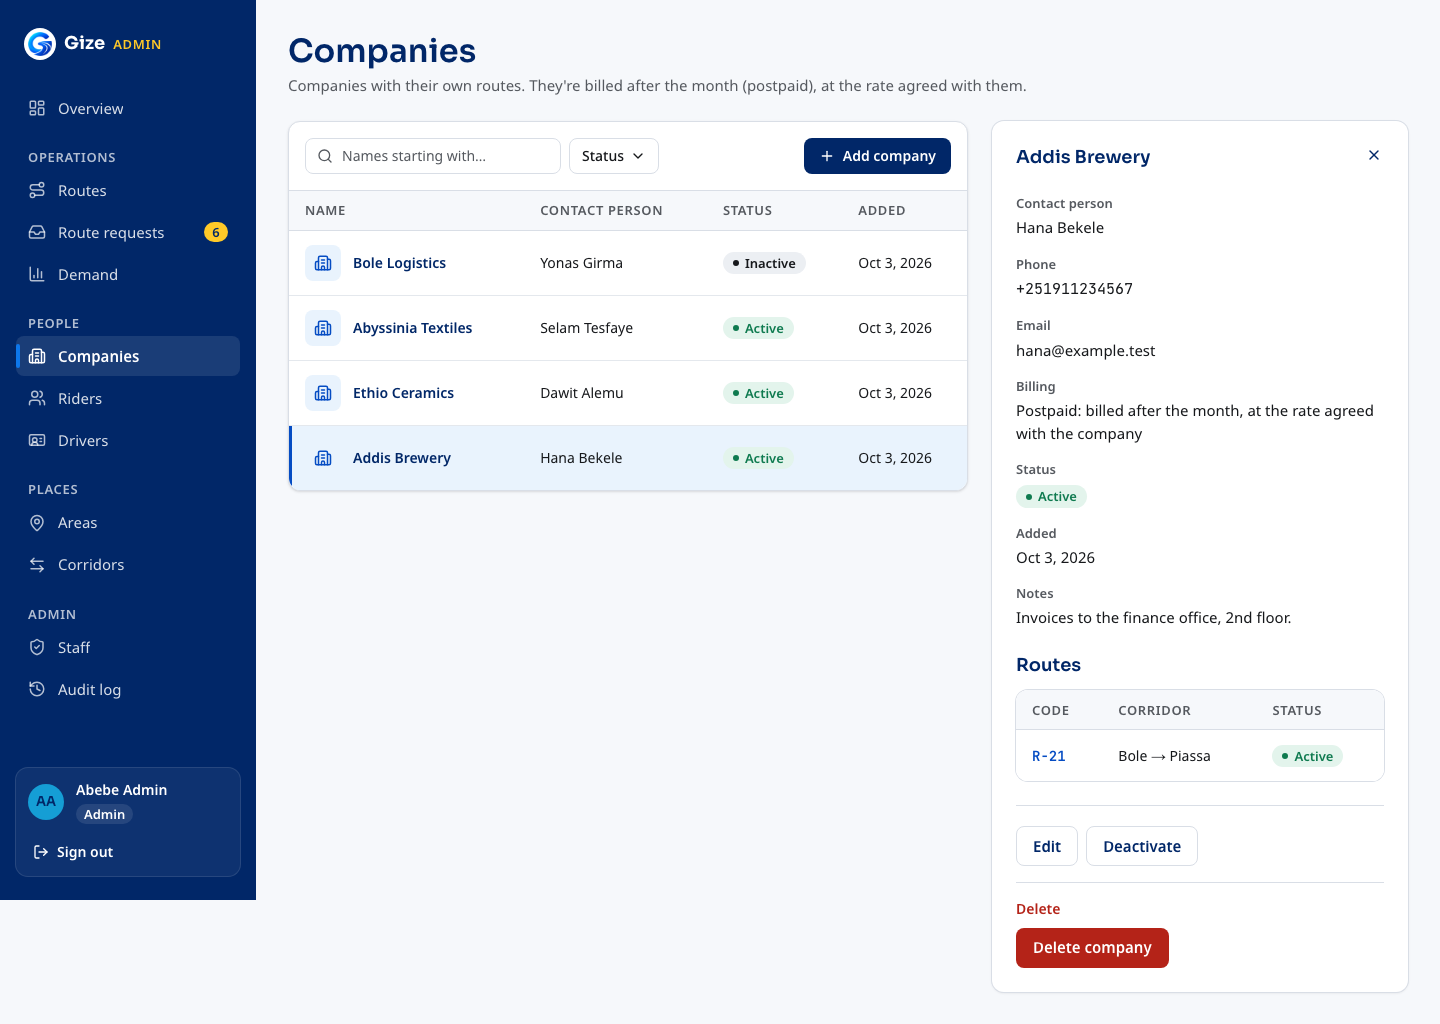 Gize ADMIN
Overview
OPERATIONS
Routes
Route requests 6
Demand
PEOPLE
Companies
Riders
Drivers
PLACES
Areas
Corridors
ADMIN
Staff
Audit log
AA
Abebe Admin
Admin
Sign out
Companies
Companies with their own routes. They're billed after the month (postpaid), at the rate agreed with them.
Names starting with...
Status
Add company
NAME CONTACT PERSON STATUS ADDED
Bole Logistics Yonas Girma Inactive Oct 3, 2026
Abyssinia Textiles Selam Tesfaye Active Oct 3, 2026
Ethio Ceramics Dawit Alemu Active Oct 3, 2026
Addis Brewery Hana Bekele Active Oct 3, 2026
Addis Brewery
Contact person
Hana Bekele
Phone
+251911234567
Email
hana@example.test
Billing
Postpaid: billed after the month, at the rate agreed
with the company
Status
Active
Added
Oct 3, 2026
Notes
Invoices to the finance office, 2nd floor.
Routes
CODE CORRIDOR STATUS
R-21 Bole → Piassa Active
Edit Deactivate
Delete
Delete company